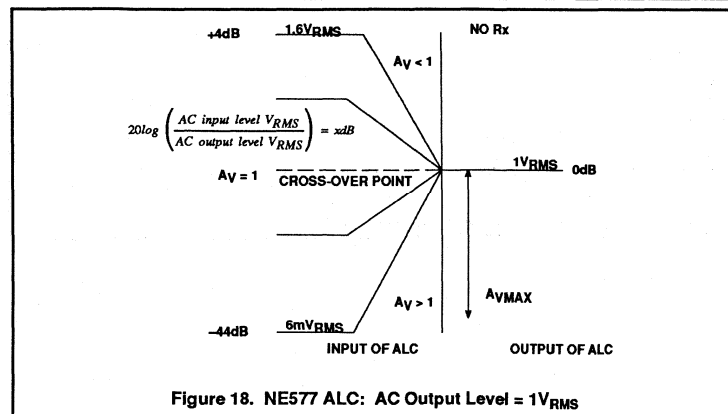 +4dB
1.6VRMS
NO Rx
AV < 1
20log (AC input level VRMS / AC output level VRMS) = xdB
1VRMS
0dB
AV = 1
CROSS-OVER POINT
AV > 1
AVMAX
–44dB
6mVRMS
INPUT OF ALC
OUTPUT OF ALC
Figure 18. NE577 ALC: AC Output Level = 1VRMS